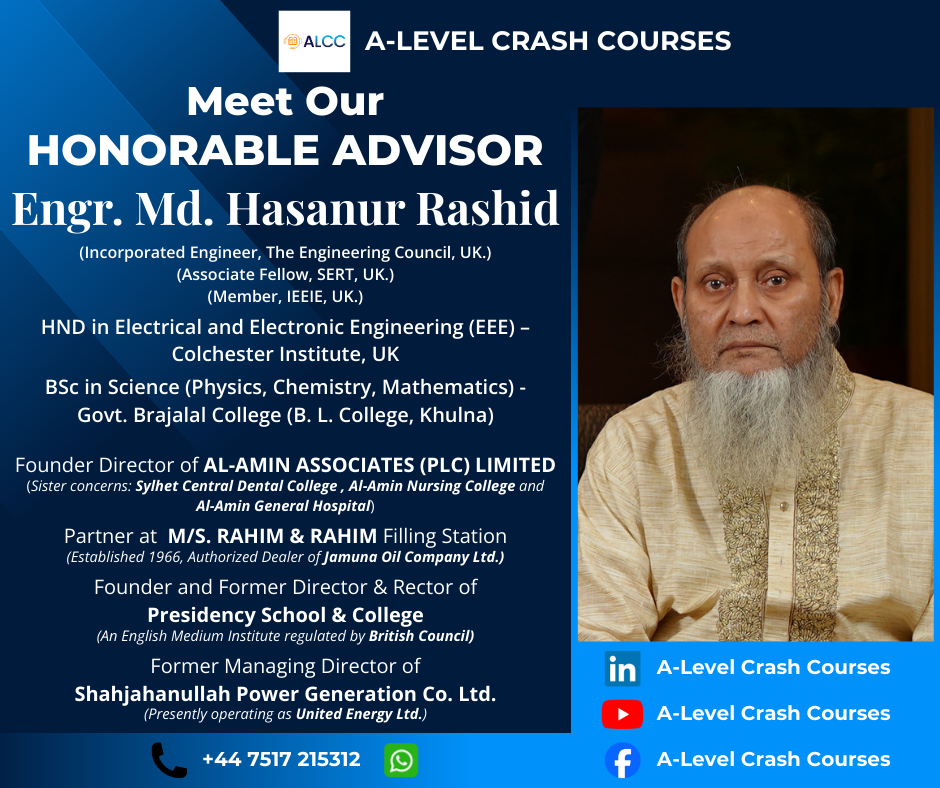 ALCC
A-LEVEL CRASH COURSES
Meet Our
HONORABLE ADVISOR
Engr. Md. Hasanur Rashid
(Incorporated Engineer, The Engineering Council, UK.)
(Associate Fellow, SERT, UK.)
(Member, IEEIE, UK.)
HND in Electrical and Electronic Engineering (EEE) –
Colchester Institute, UK
BSc in Science (Physics, Chemistry, Mathematics) -
Govt. Brajalal College (B. L. College, Khulna)
Founder Director of AL-AMIN ASSOCIATES (PLC) LIMITED
(Sister concerns: Sylhet Central Dental College , Al-Amin Nursing College and
Al-Amin General Hospital)
Partner at M/S. RAHIM & RAHIM Filling Station
(Established 1966, Authorized Dealer of Jamuna Oil Company Ltd.)
Founder and Former Director & Rector of
Presidency School & College
(An English Medium Institute regulated by British Council)
Former Managing Director of
Shahjahanullah Power Generation Co. Ltd.
(Presently operating as United Energy Ltd.)
+44 7517 215312
in A-Level Crash Courses
A-Level Crash Courses
f A-Level Crash Courses